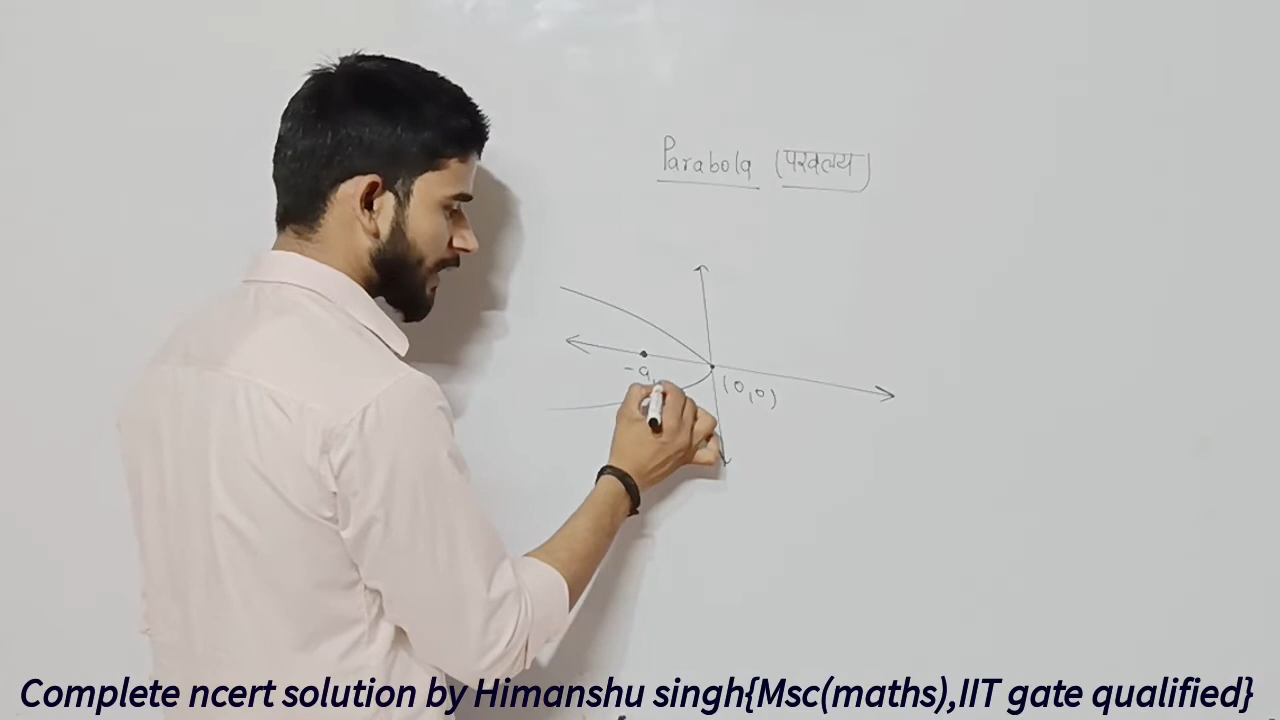 Parabola (परवलय)
-a,
(0,0)
Complete ncert solution by Himanshu singh{Msc(maths),IIT gate qualified}